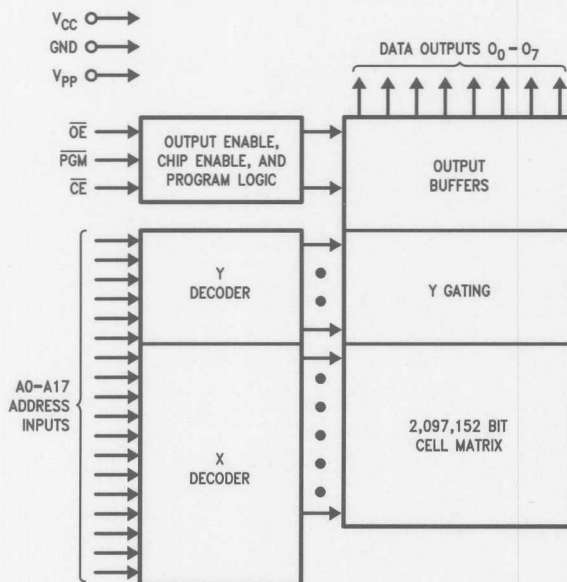 VCC
GND
VPP
DATA OUTPUTS O0–O7
OE
PGM
CE
OUTPUT ENABLE,
CHIP ENABLE, AND
PROGRAM LOGIC
OUTPUT
BUFFERS
Y
DECODER
Y GATING
A0–A17
ADDRESS
INPUTS
X
DECODER
2,097,152 BIT
CELL MATRIX